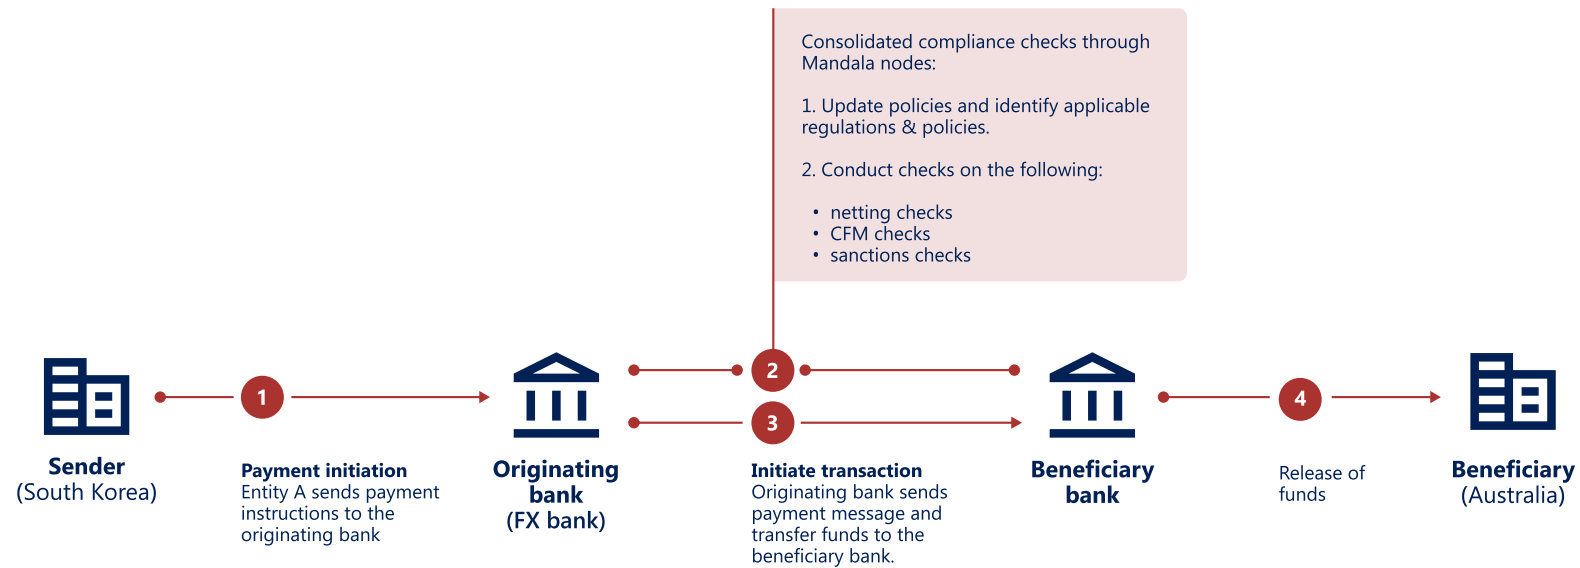 Consolidated compliance checks through
Mandala nodes:
1. Update policies and identify applicable
regulations & policies.
2. Conduct checks on the following:
• netting checks
• CFM checks
• sanctions checks
1
2
3
4
Sender
(South Korea)
Payment initiation
Entity A sends payment
instructions to the
originating bank
Originating
bank
(FX bank)
Initiate transaction
Originating bank sends
payment message and
transfer funds to the
beneficiary bank.
Beneficiary
bank
Release of
funds
Beneficiary
(Australia)